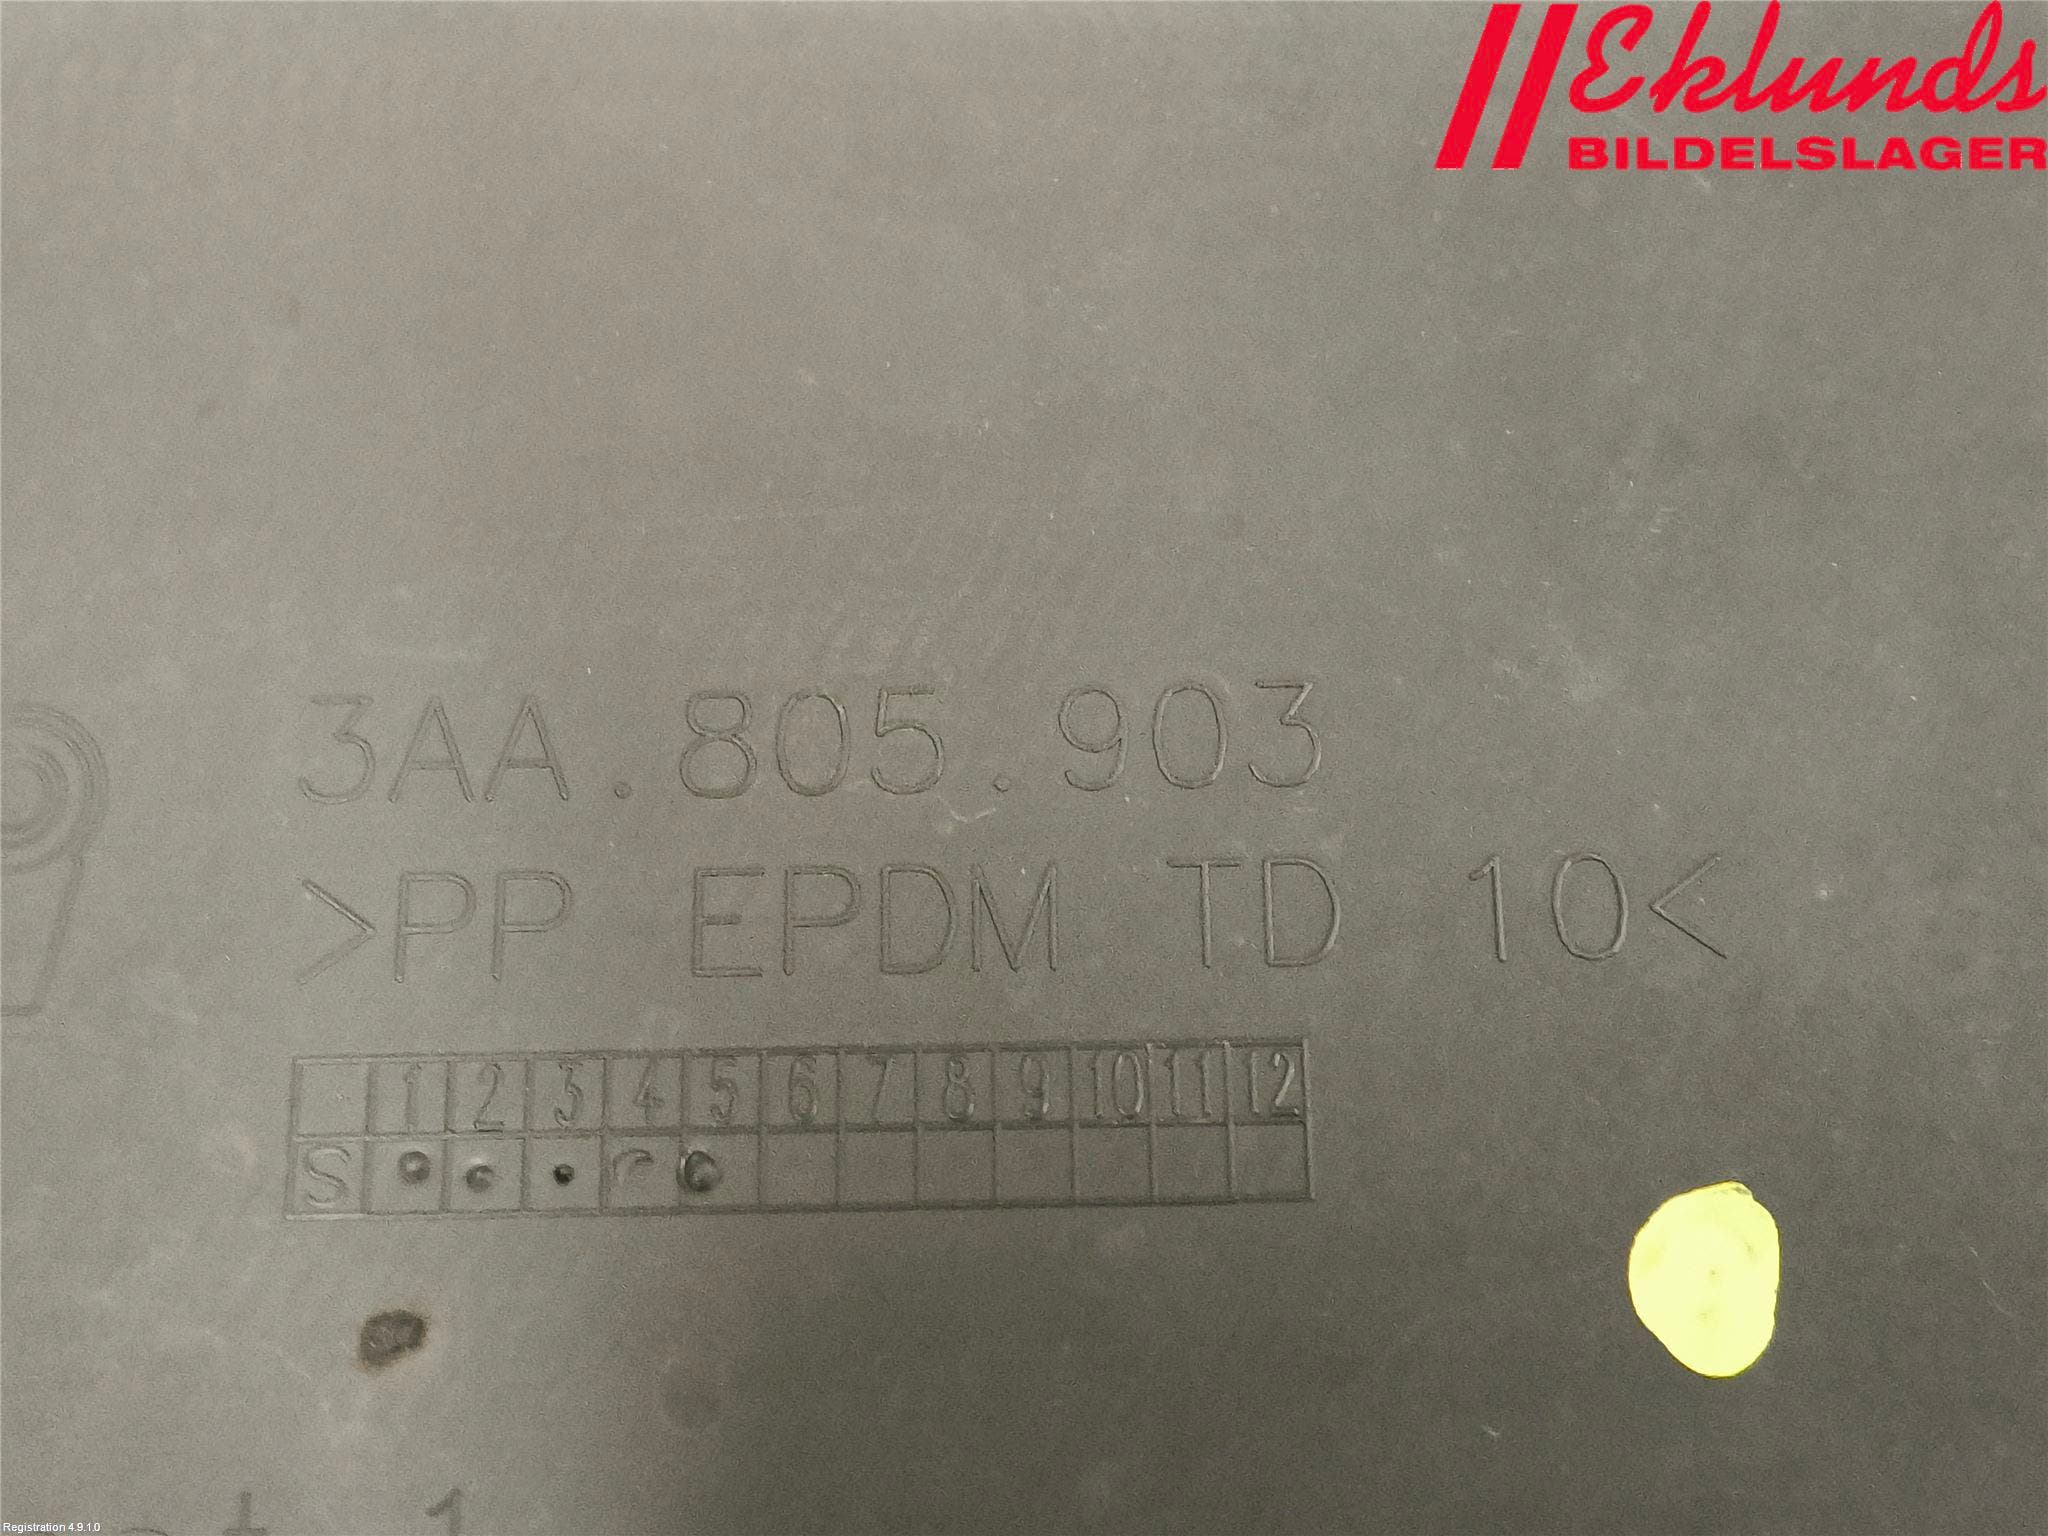 Eklunds
BILDELSLAGER
3AA.805.903
>PP EPDM TD 10<
1 2 3 4 5 6 7 8 9 10 11 12
S
1
Registration 4.9.1.0